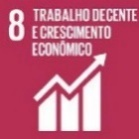 8 TRABALHO DECENTE
E CRESCIMENTO
ECONÔMICO